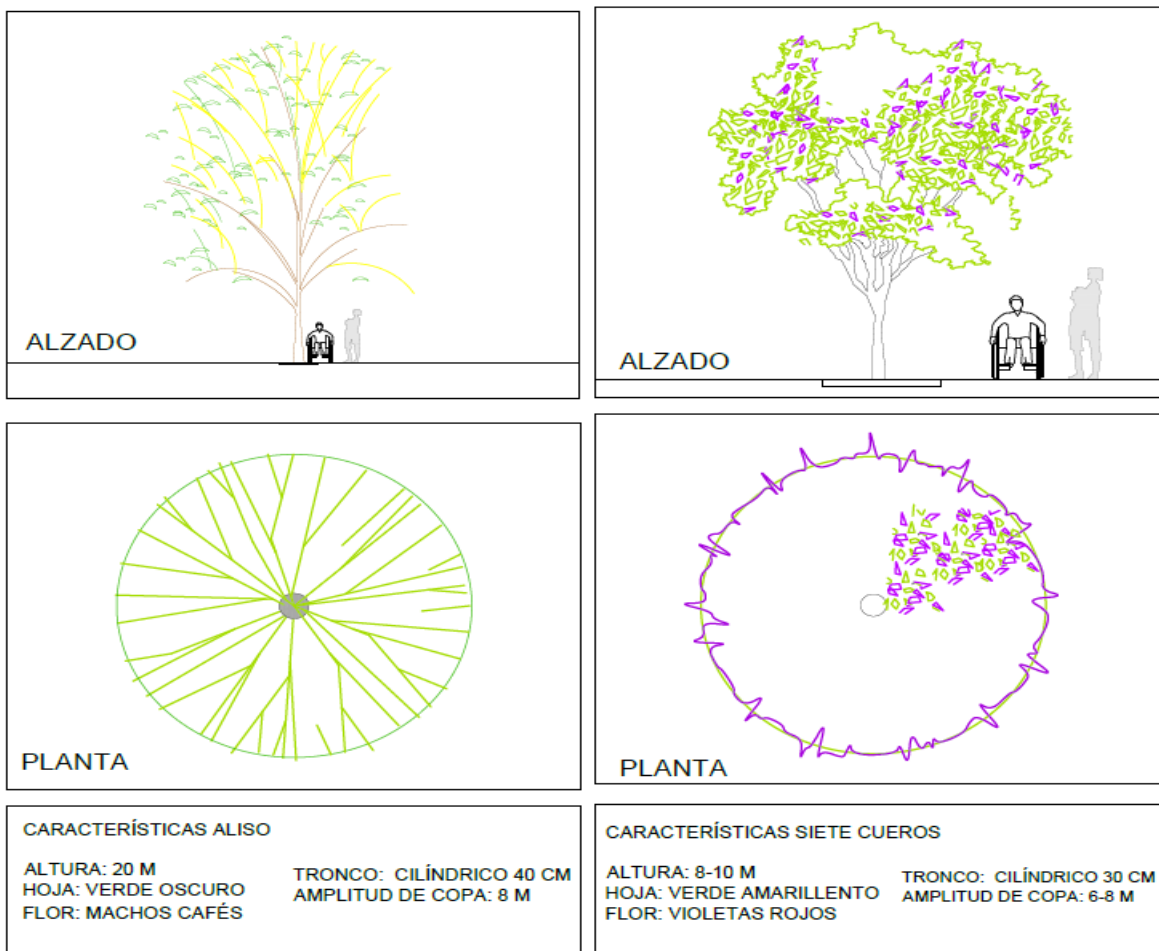 ALZADO
ALZADO
PLANTA
PLANTA
CARACTERÍSTICAS ALISO
ALTURA: 20 M
HOJA: VERDE OSCURO
FLOR: MACHOS CAFÉS
TRONCO: CILÍNDRICO 40 CM
AMPLITUD DE COPA: 8 M
CARACTERÍSTICAS SIETE CUEROS
ALTURA: 8-10 M
HOJA: VERDE AMARILLENTO
FLOR: VIOLETAS ROJOS
TRONCO: CILÍNDRICO 30 CM
AMPLITUD DE COPA: 6-8 M